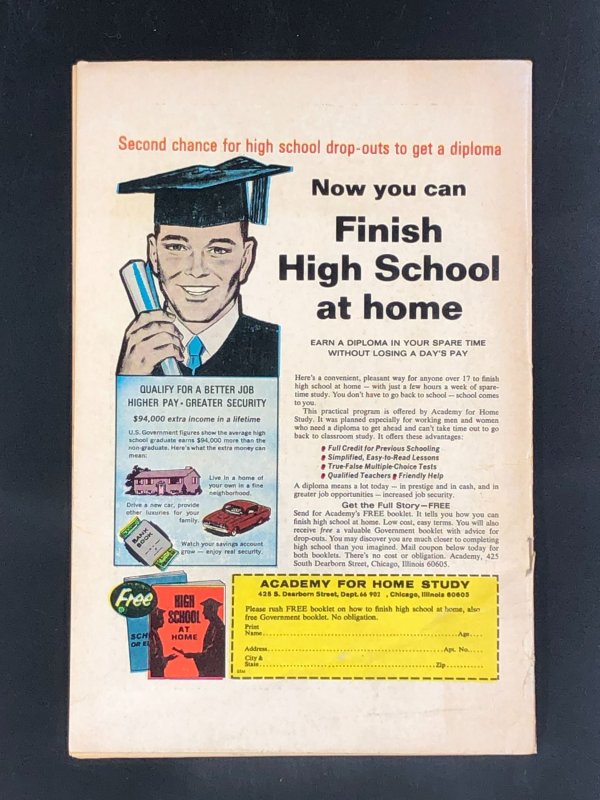 Second chance for high school drop-outs to get a diploma
Now you can
Finish
High School
at home
EARN A DIPLOMA IN YOUR SPARE TIME
WITHOUT LOSING A DAY'S PAY
QUALIFY FOR A BETTER JOB
HIGHER PAY - GREATER SECURITY
$94,000 extra income in a lifetime
U.S. Government figures show the average high
school graduate earns $94,000 more than the
non-graduate. Here's what the extra money can
mean:
Live in a home of
your own in a fine
neighborhood.
Drive a new car, provide
other luxuries for your
family.
BANK
BOOK
Watch your savings account
grow — enjoy real security.
Here's a convenient, pleasant way for anyone over 17 to finish
high school at home — with just a few hours a week of spare-
time study. You don't have to go back to school — school comes
to you.
This practical program is offered by Academy for Home
Study. It was planned especially for working men and women
who need a diploma to get ahead and can't take time out to go
back to classroom study. It offers these advantages:
Full Credit for Previous Schooling
Simplified, Easy-to-Read Lessons
True-False Multiple-Choice Tests
Qualified Teachers Friendly Help
A diploma means a lot today — in prestige and in cash, and in
greater job opportunities — increased job security.
Get the Full Story—FREE
Send for Academy's FREE booklet. It tells you how you can
finish high school at home. Low cost, easy terms. You will also
receive free a valuable Government booklet with advice for
drop-outs. You may discover you are much closer to completing
high school than you imagined. Mail coupon below today for
both booklets. There's no cost or obligation. Academy, 425
South Dearborn Street, Chicago, Illinois 60605.
Free
SCH
OR E
HIGH
SCHOOL
AT
HOME
ACADEMY FOR HOME STUDY
425 S. Dearborn Street, Dept. 66 902 , Chicago, Illinois 60605
Please rush FREE booklet on how to finish high school at home, also
free Government booklet. No obligation.
Print
Name Age
Address Apt. No.
City &
State Zip